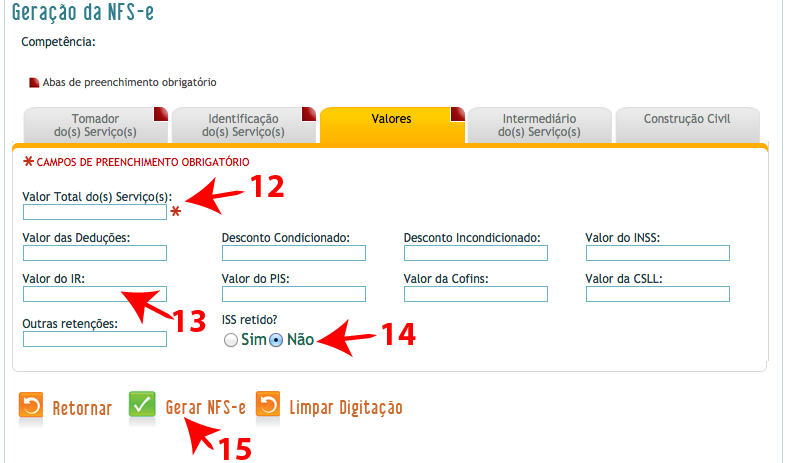 Geração da NFS-e
Competência:
Abas de preenchimento obrigatório
Tomador
do(s) Serviço(s)
Identificação
do(s) Serviço(s)
Valores
Intermediário
do(s) Serviço(s)
Construção Civil
* CAMPOS DE PREENCHIMENTO OBRIGATÓRIO
12
Valor Total do(s) Serviço(s):
*
Valor das Deduções: Desconto Condicionado: Desconto Incondicionado: Valor do INSS:
Valor do IR: Valor do PIS: Valor da Cofins: Valor da CSLL:
13
Outras retenções: ISS retido?
Sim Não
14
Retornar Gerar NFS-e Limpar Digitação
15